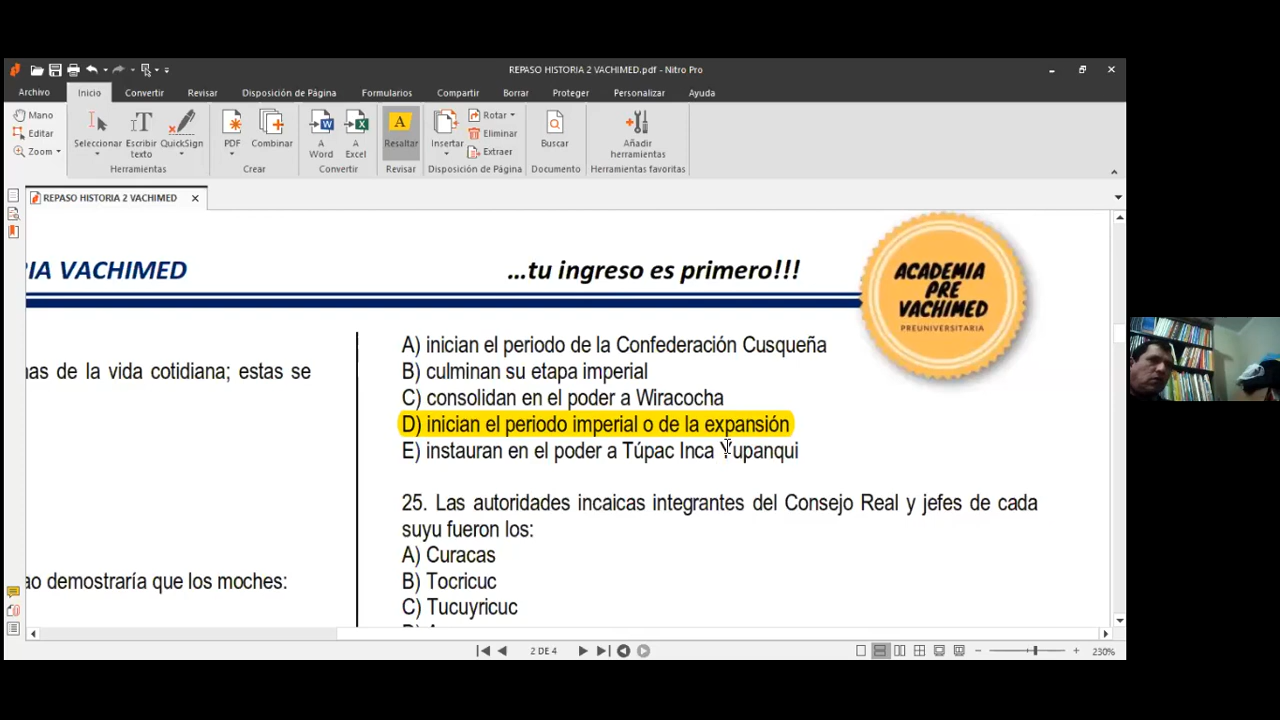 REPASO HISTORIA 2 VACHIMED.pdf - Nitro Pro
Archivo Inicio Convertir Revisar Disposición de Página Formularios Compartir Borrar Proteger Personalizar Ayuda
Mano
Editar
Zoom
Seleccionar
Escribir texto
QuickSign
Herramientas
PDF
Combinar
Crear
A Word
A Excel
Convertir
Resaltar
Revisar
Insertar
Rotar
Eliminar
Extraer
Disposición de Página
Buscar
Documento
Añadir herramientas
Herramientas favoritas
REPASO HISTORIA 2 VACHIMED
IA VACHIMED
...tu ingreso es primero!!!
ACADEMIA
PRE
VACHIMED
PREUNIVERSITARIA
as de la vida cotidiana; estas se
ao demostraría que los moches:
A) inician el periodo de la Confederación Cusqueña
B) culminan su etapa imperial
C) consolidan en el poder a Wiracocha
D) inician el periodo imperial o de la expansión
E) instauran en el poder a Túpac Inca Yupanqui
25. Las autoridades incaicas integrantes del Consejo Real y jefes de cada
suyu fueron los:
A) Curacas
B) Tocricuc
C) Tucuyricuc
2 DE 4
230%